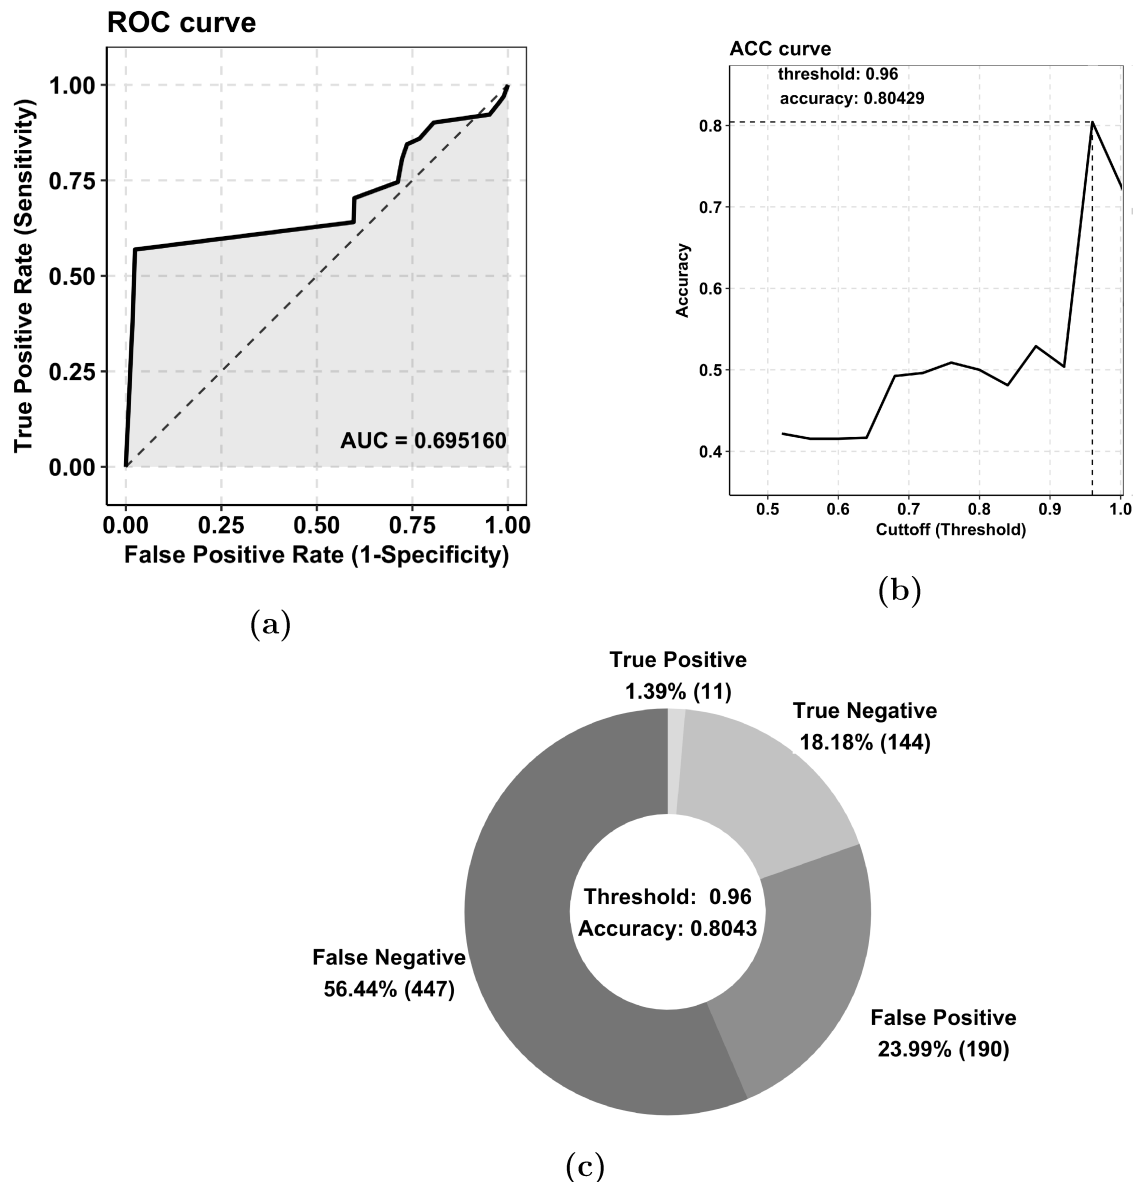 ROC curve
1.00
0.75
0.50
0.25
0.00
True Positive Rate (Sensitivity)
AUC = 0.695160
0.00 0.25 0.50 0.75 1.00
False Positive Rate (1-Specificity)
(a)
ACC curve
threshold: 0.96
accuracy: 0.80429
0.8
0.7
0.6
0.5
0.4
Accuracy
0.5 0.6 0.7 0.8 0.9 1.0
Cuttoff (Threshold)
(b)
True Positive
1.39% (11)
True Negative
18.18% (144)
Threshold: 0.96
Accuracy: 0.8043
False Negative
56.44% (447)
False Positive
23.99% (190)
(c)